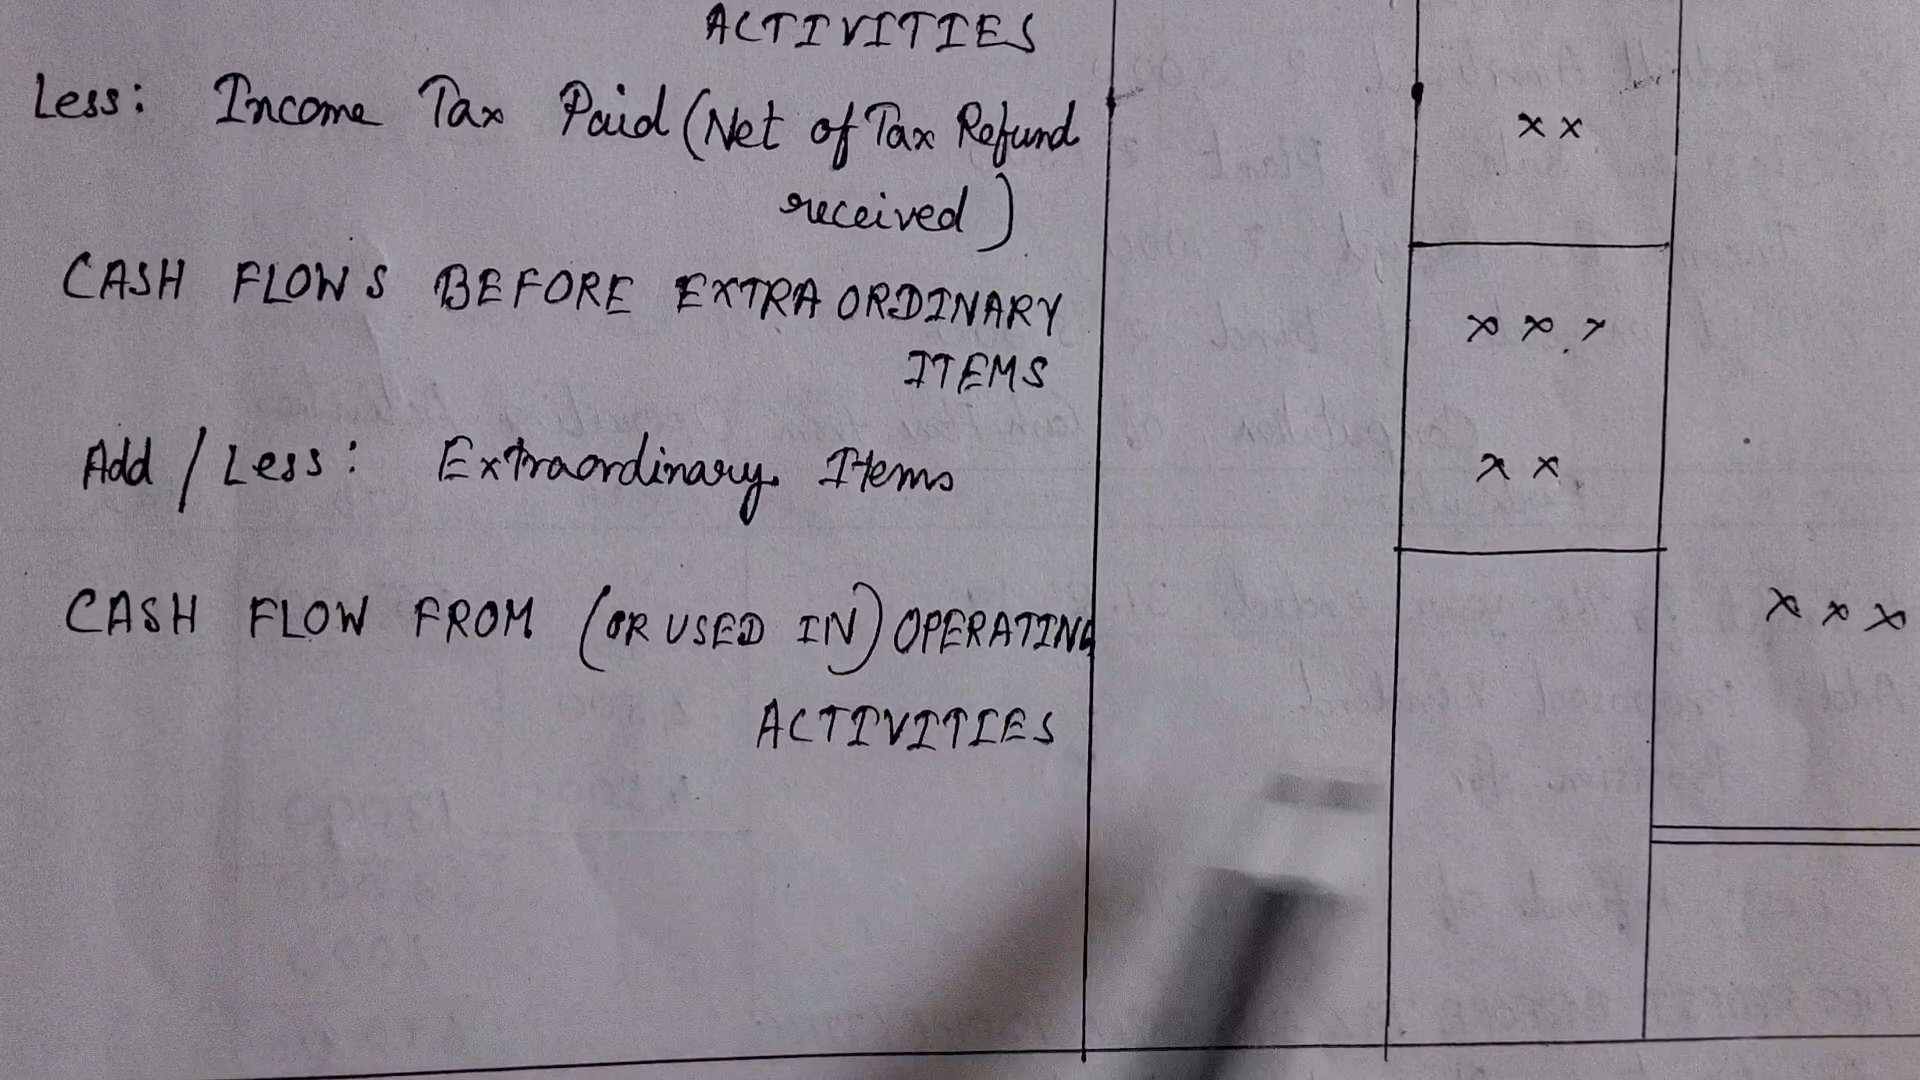 ACTIVITIES
Less: Income Tax Paid (Net of Tax Refund xx
received)
CASH FLOWS BEFORE EXTRA ORDINARY xxx
ITEMS
Add / Less: Extraordinary Items xx
CASH FLOW FROM (OR USED IN) OPERATING xxx
ACTIVITIES